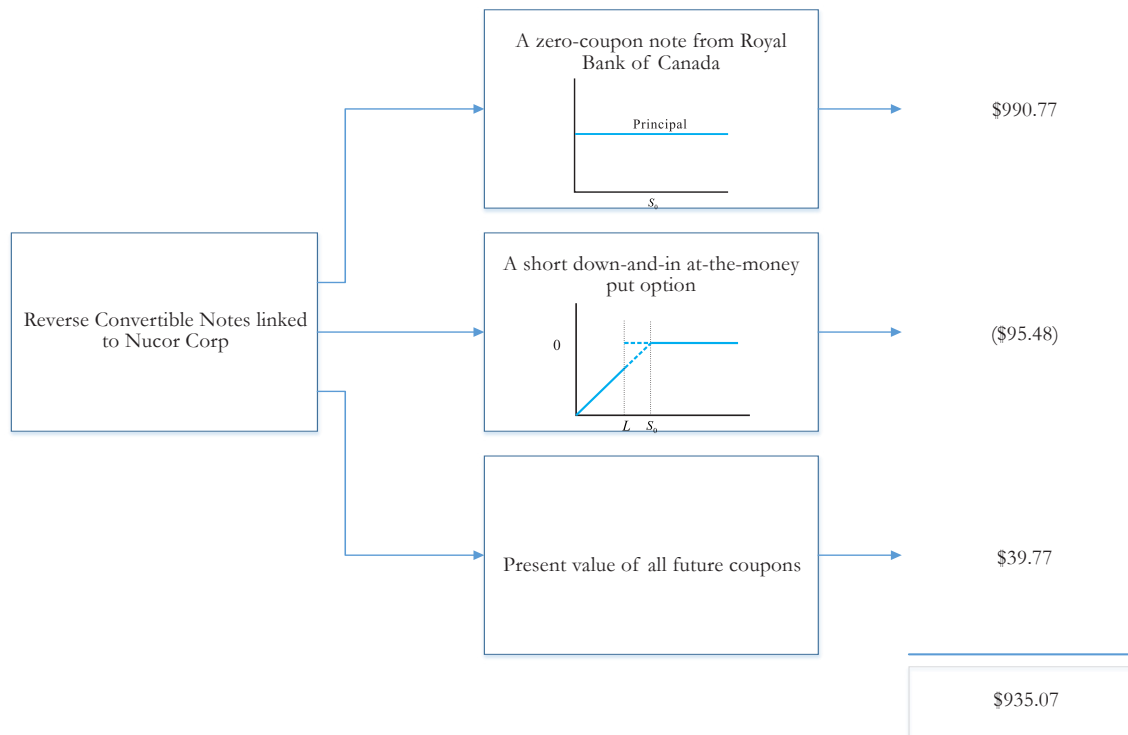 A zero-coupon note from Royal
Bank of Canada
Principal
S0
$990.77
Reverse Convertible Notes linked
to Nucor Corp
A short down-and-in at-the-money
put option
0
L S0
($95.48)
Present value of all future coupons
$39.77
$935.07